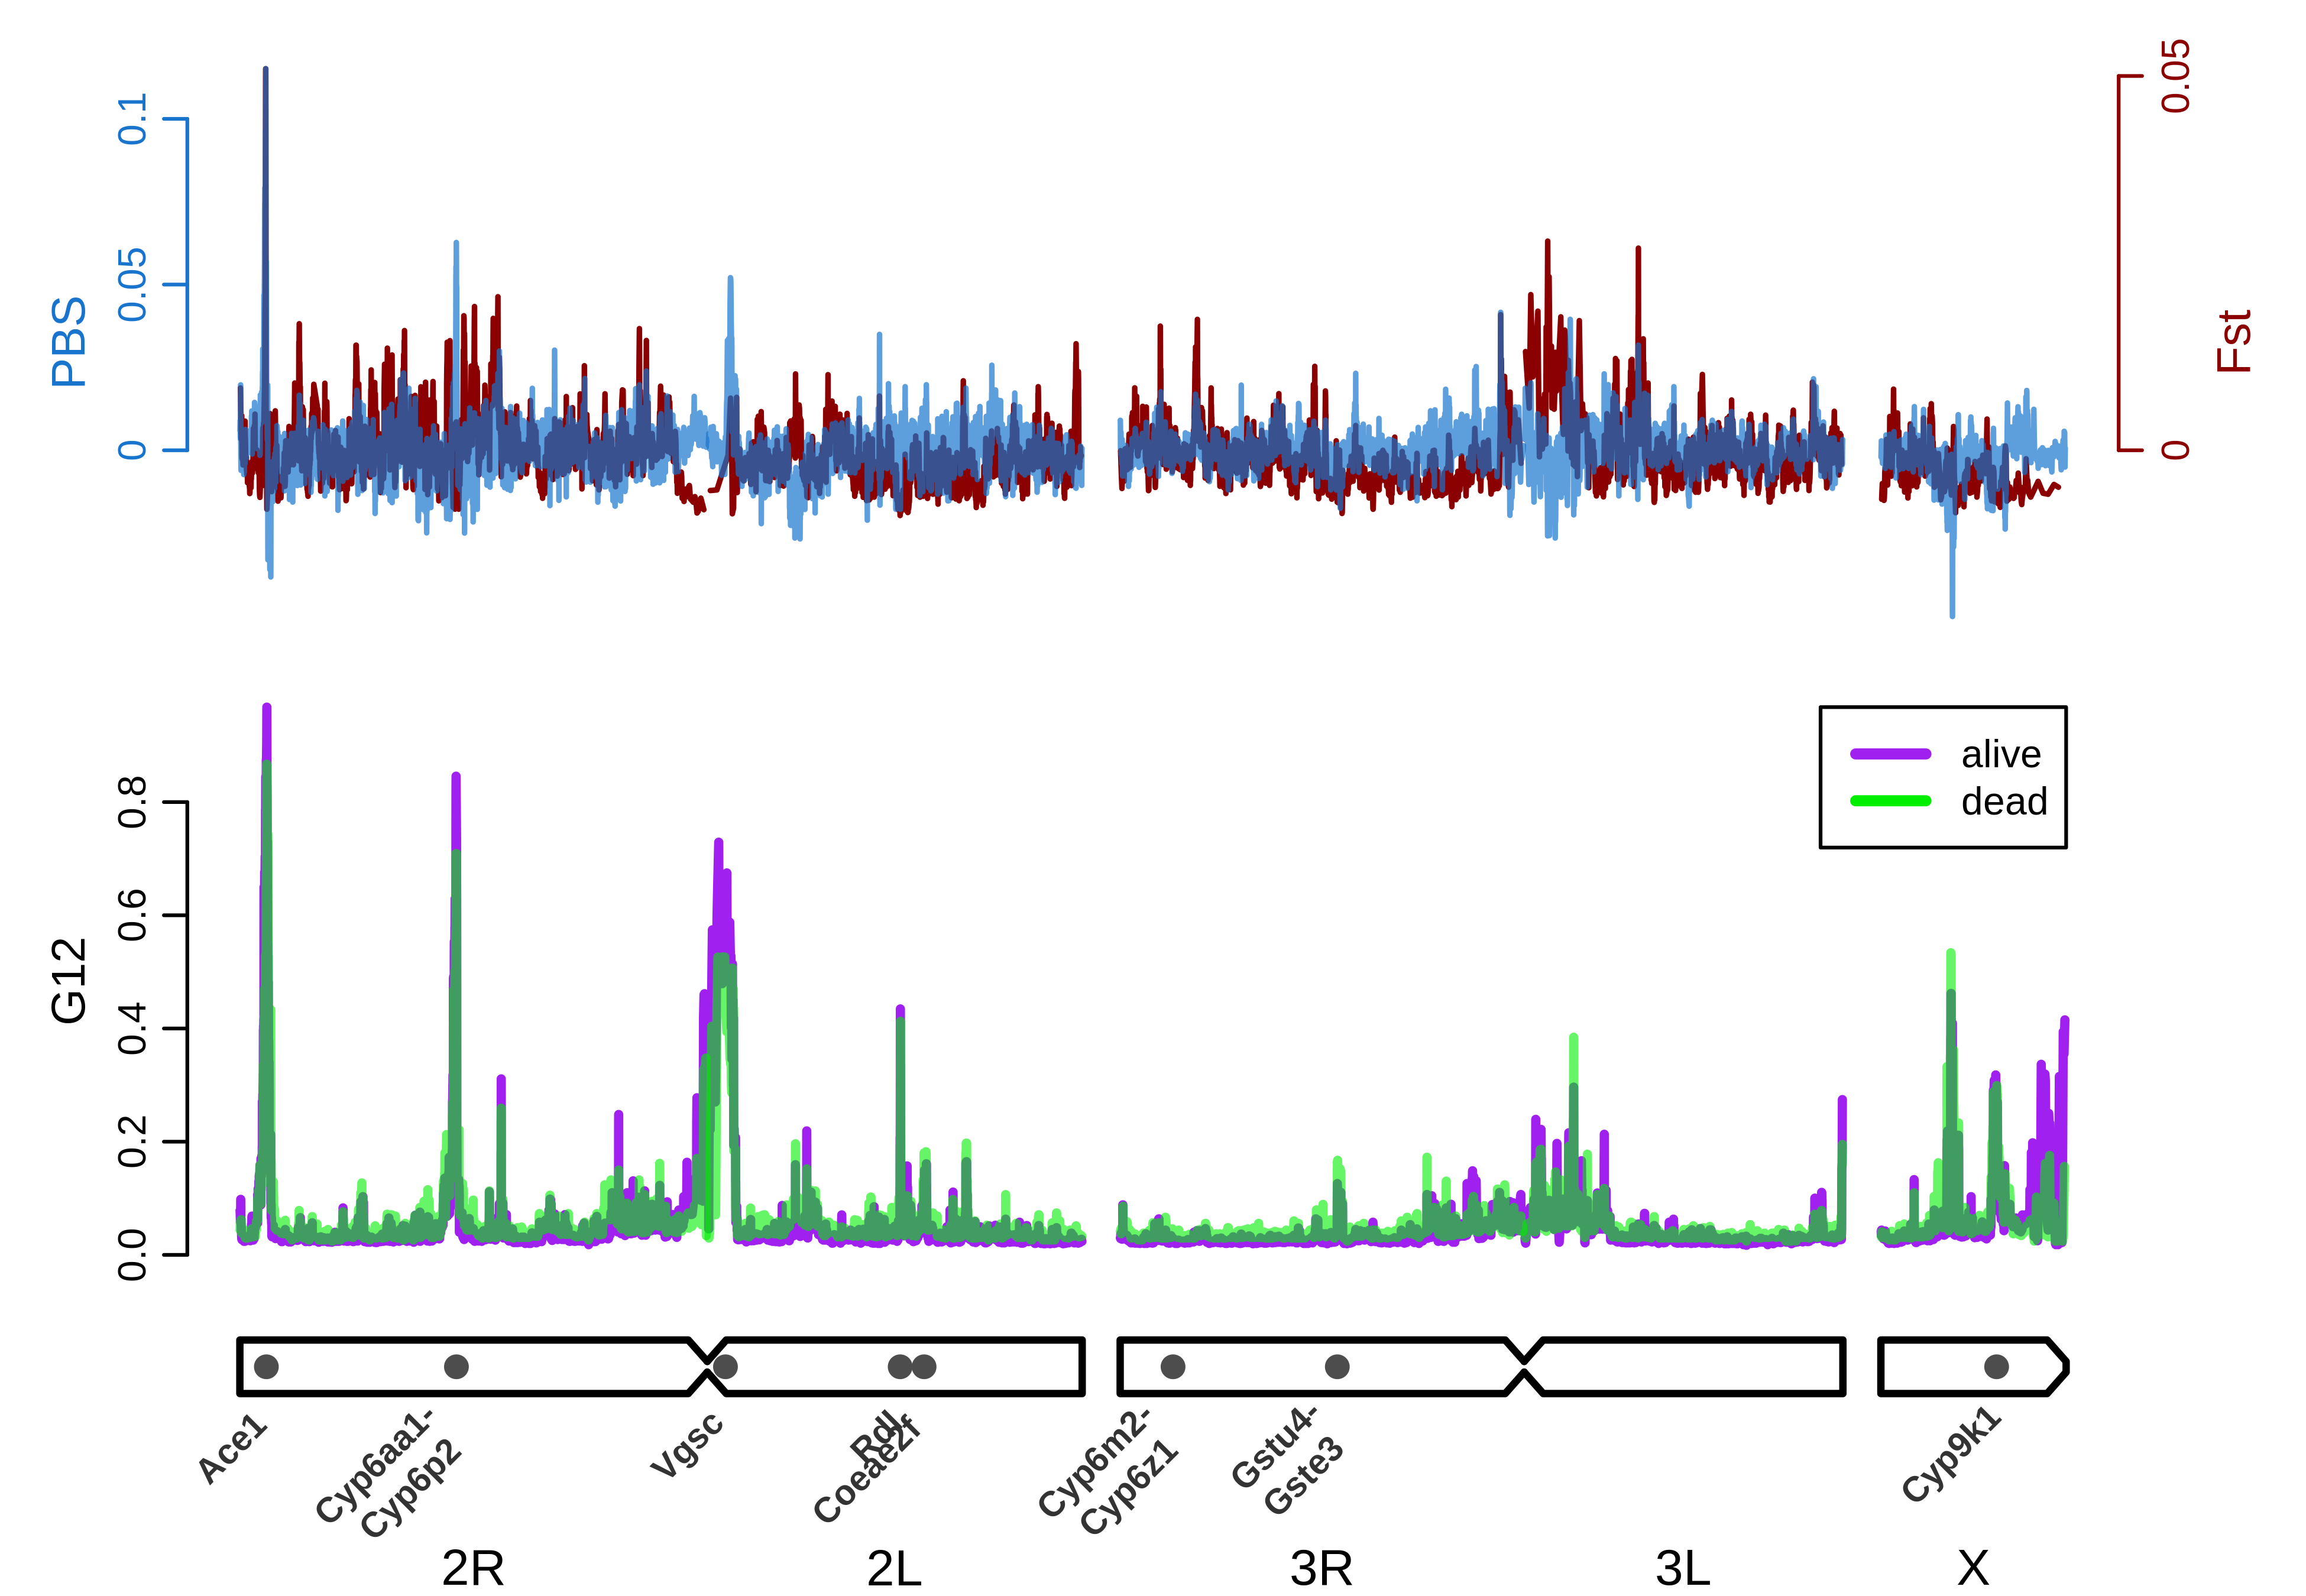 PBS
0.1
0.05
0
0.05
0
Fst
G12
0.8
0.6
0.4
0.2
0.0
alive
dead
Ace1
Cyp6aa1-
Cyp6p2
Vgsc
Rdl
Coeae2f
Cyp6m2-
Cyp6z1
Gstu4-
Gste3
Cyp9k1
2R
2L
3R
3L
X